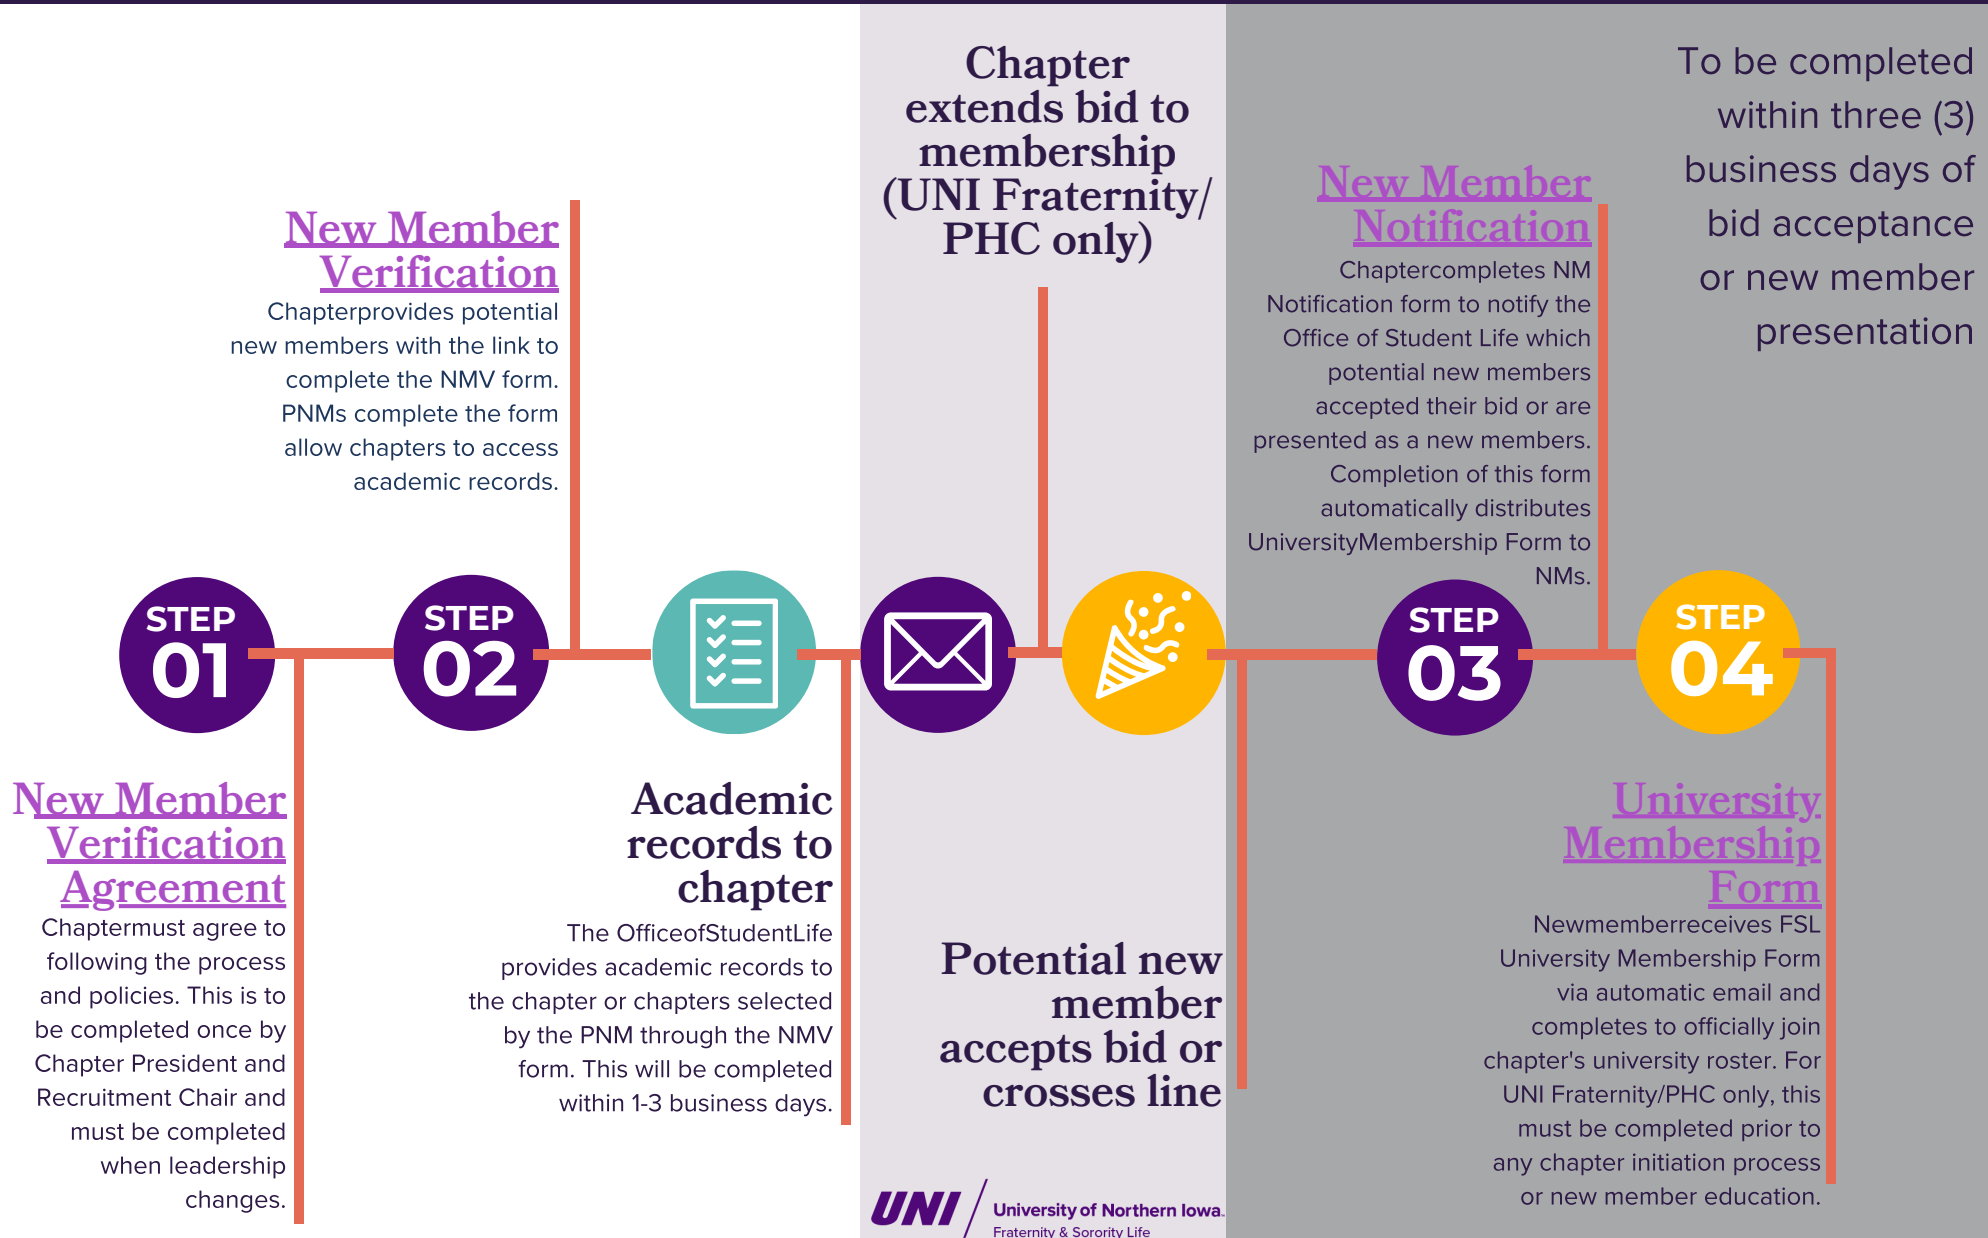 STEP
01
New Member
Verification
Agreement
Chaptermust agree to
following the process
and policies. This is to
be completed once by
Chapter President and
Recruitment Chair and
must be completed
when leadership
changes.
STEP
02
New Member
Verification
Chapterprovides potential
new members with the link to
complete the NMV form.
PNMs complete the form
allow chapters to access
academic records.
Academic
records to
chapter
The OfficeofStudentLife
provides academic records to
the chapter or chapters selected
by the PNM through the NMV
form. This will be completed
within 1-3 business days.
Chapter
extends bid to
membership
(UNI Fraternity/
PHC only)
Potential new
member
accepts bid or
crosses line
STEP
03
New Member
Notification
Chaptercompletes NM
Notification form to notify the
Office of Student Life which
potential new members
accepted their bid or are
presented as a new members.
Completion of this form
automatically distributes
UniversityMembership Form to
NMs.
To be completed
within three (3)
business days of
bid acceptance
or new member
presentation
STEP
04
University
Membership
Form
Newmemberreceives FSL
University Membership Form
via automatic email and
completes to officially join
chapter's university roster. For
UNI Fraternity/PHC only, this
must be completed prior to
any chapter initiation process
or new member education.
UNI
University of Northern Iowa
Fraternity & Sorority Life